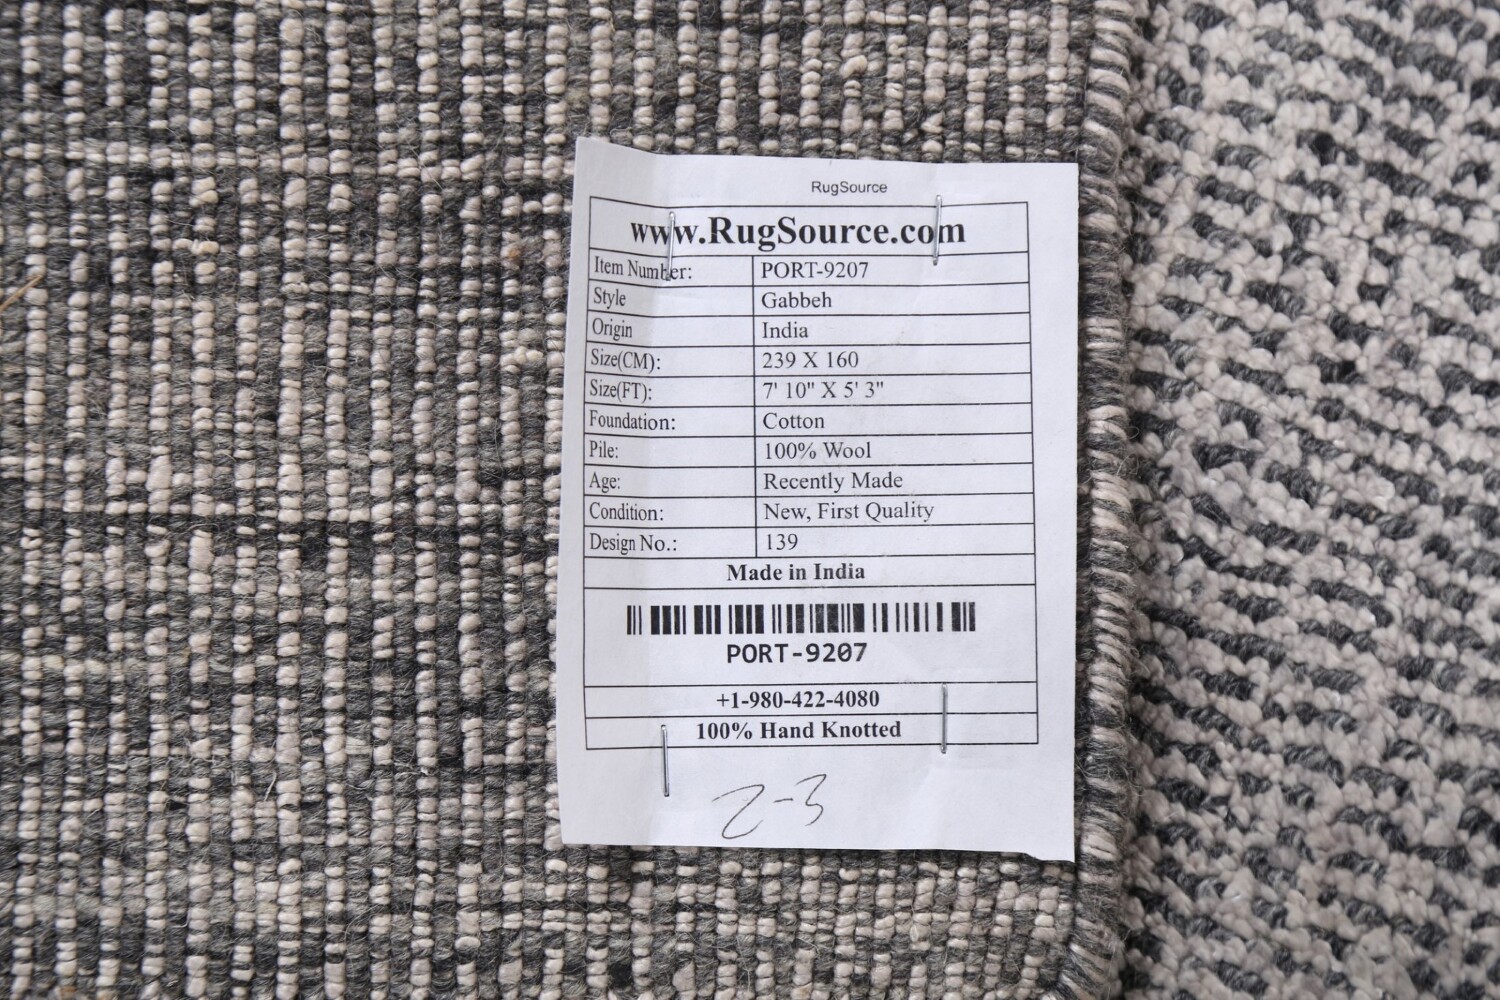 RugSource
www.RugSource.com
Item Number: PORT-9207
Style Gabbeh
Origin India
Size(CM): 239 X 160
Size(FT): 7' 10" X 5' 3"
Foundation: Cotton
Pile: 100% Wool
Age: Recently Made
Condition: New, First Quality
Design No.: 139
Made in India
PORT-9207
+1-980-422-4080
100% Hand Knotted
2-3